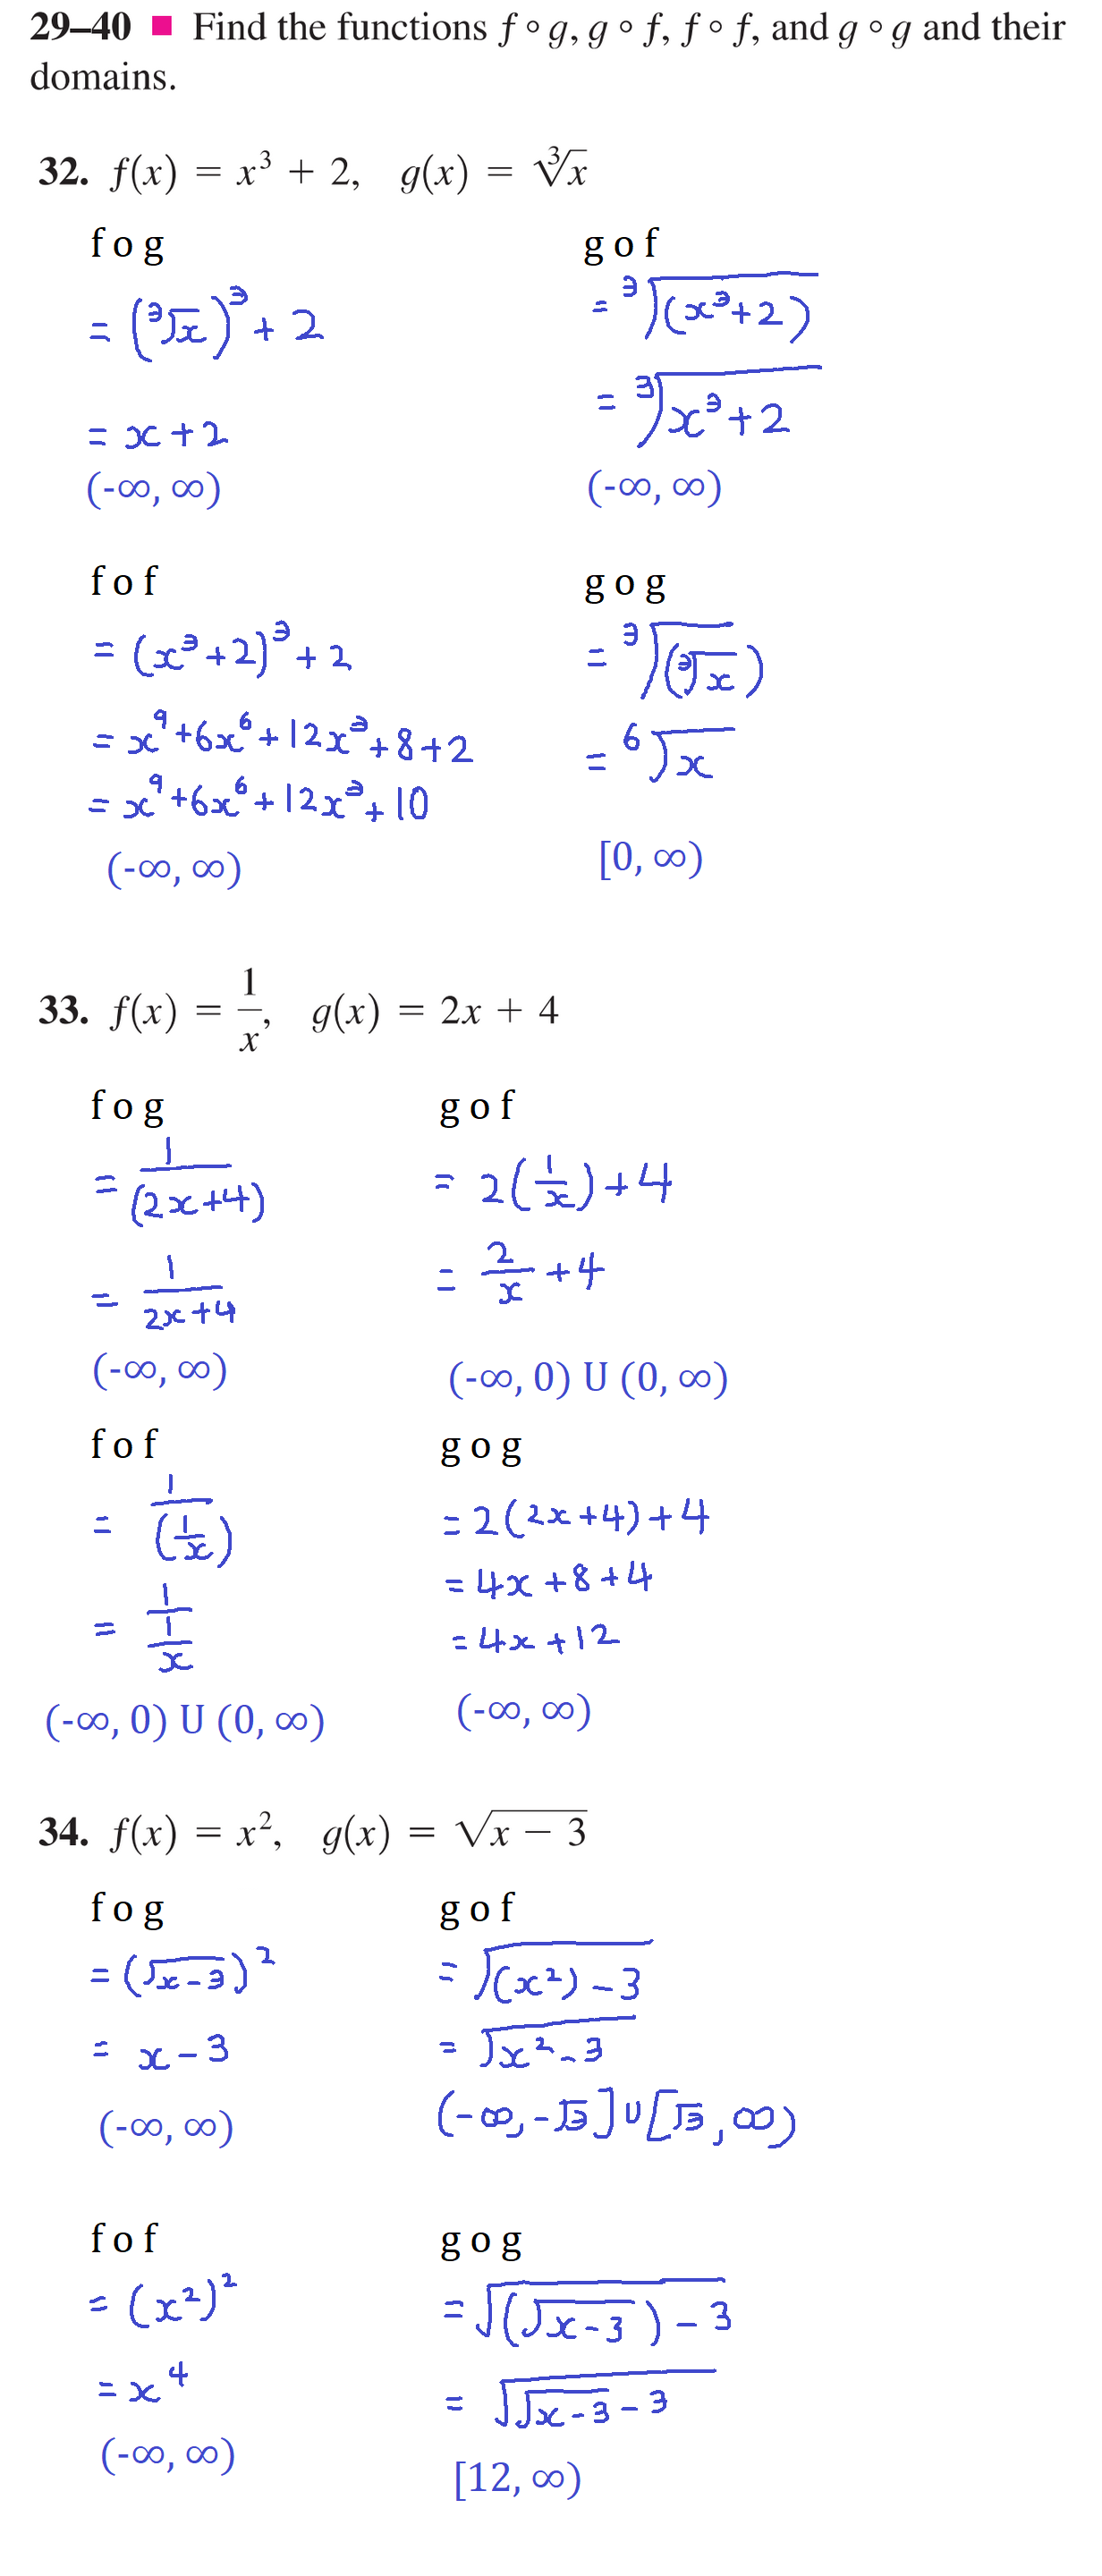 29–40 ■ Find the functions f ∘ g, g ∘ f, f ∘ f, and g ∘ g and their
domains.
32. f(x) = x³ + 2, g(x) = ∛x
f o g
= (∛x)³ + 2
= x + 2
(-∞, ∞)
g o f
= ∛(x³+2)
= ∛x³+2
(-∞, ∞)
f o f
= (x³+2)³ + 2
= x⁹+6x⁶+12x³+8+2
= x⁹+6x⁶+12x³+10
(-∞, ∞)
g o g
= ∛(∛x)
= ⁶√x
[0, ∞)
33. f(x) = 1/x, g(x) = 2x + 4
f o g
= 1/(2x+4)
= 1/2x+4
(-∞, ∞)
g o f
= 2(1/x)+4
= 2/x +4
(-∞, 0) U (0, ∞)
f o f
= 1/(1/x)
= 1/1/x
(-∞, 0) U (0, ∞)
g o g
= 2(2x+4)+4
= 4x+8+4
= 4x+12
(-∞, ∞)
34. f(x) = x², g(x) = √x − 3
f o g
= (√x-3)²
= x-3
(-∞, ∞)
g o f
= √(x²)-3
= √x²-3
(-∞, -√3] U [√3, ∞)
f o f
= (x²)²
= x⁴
(-∞, ∞)
g o g
= √(√x-3)-3
= √√x-3-3
[12, ∞)